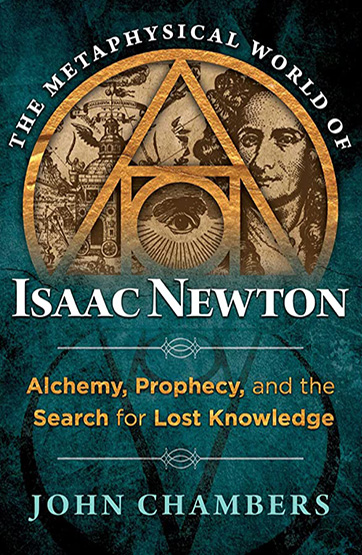 THE METAPHYSICAL WORLD OF
ISAAC NEWTON
Alchemy, Prophecy, and the
Search for Lost Knowledge
JOHN CHAMBERS